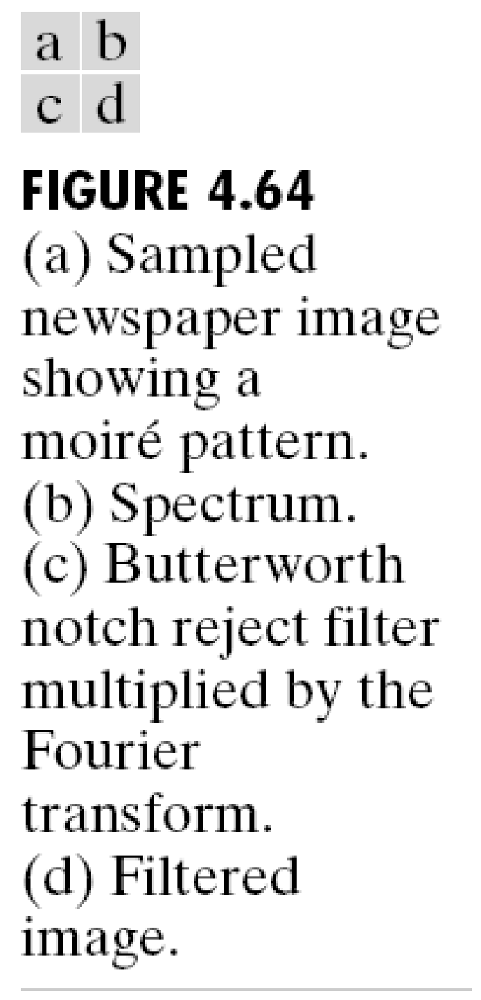 a b
c d
FIGURE 4.64
(a) Sampled
newspaper image
showing a
moiré pattern.
(b) Spectrum.
(c) Butterworth
notch reject filter
multiplied by the
Fourier
transform.
(d) Filtered
image.